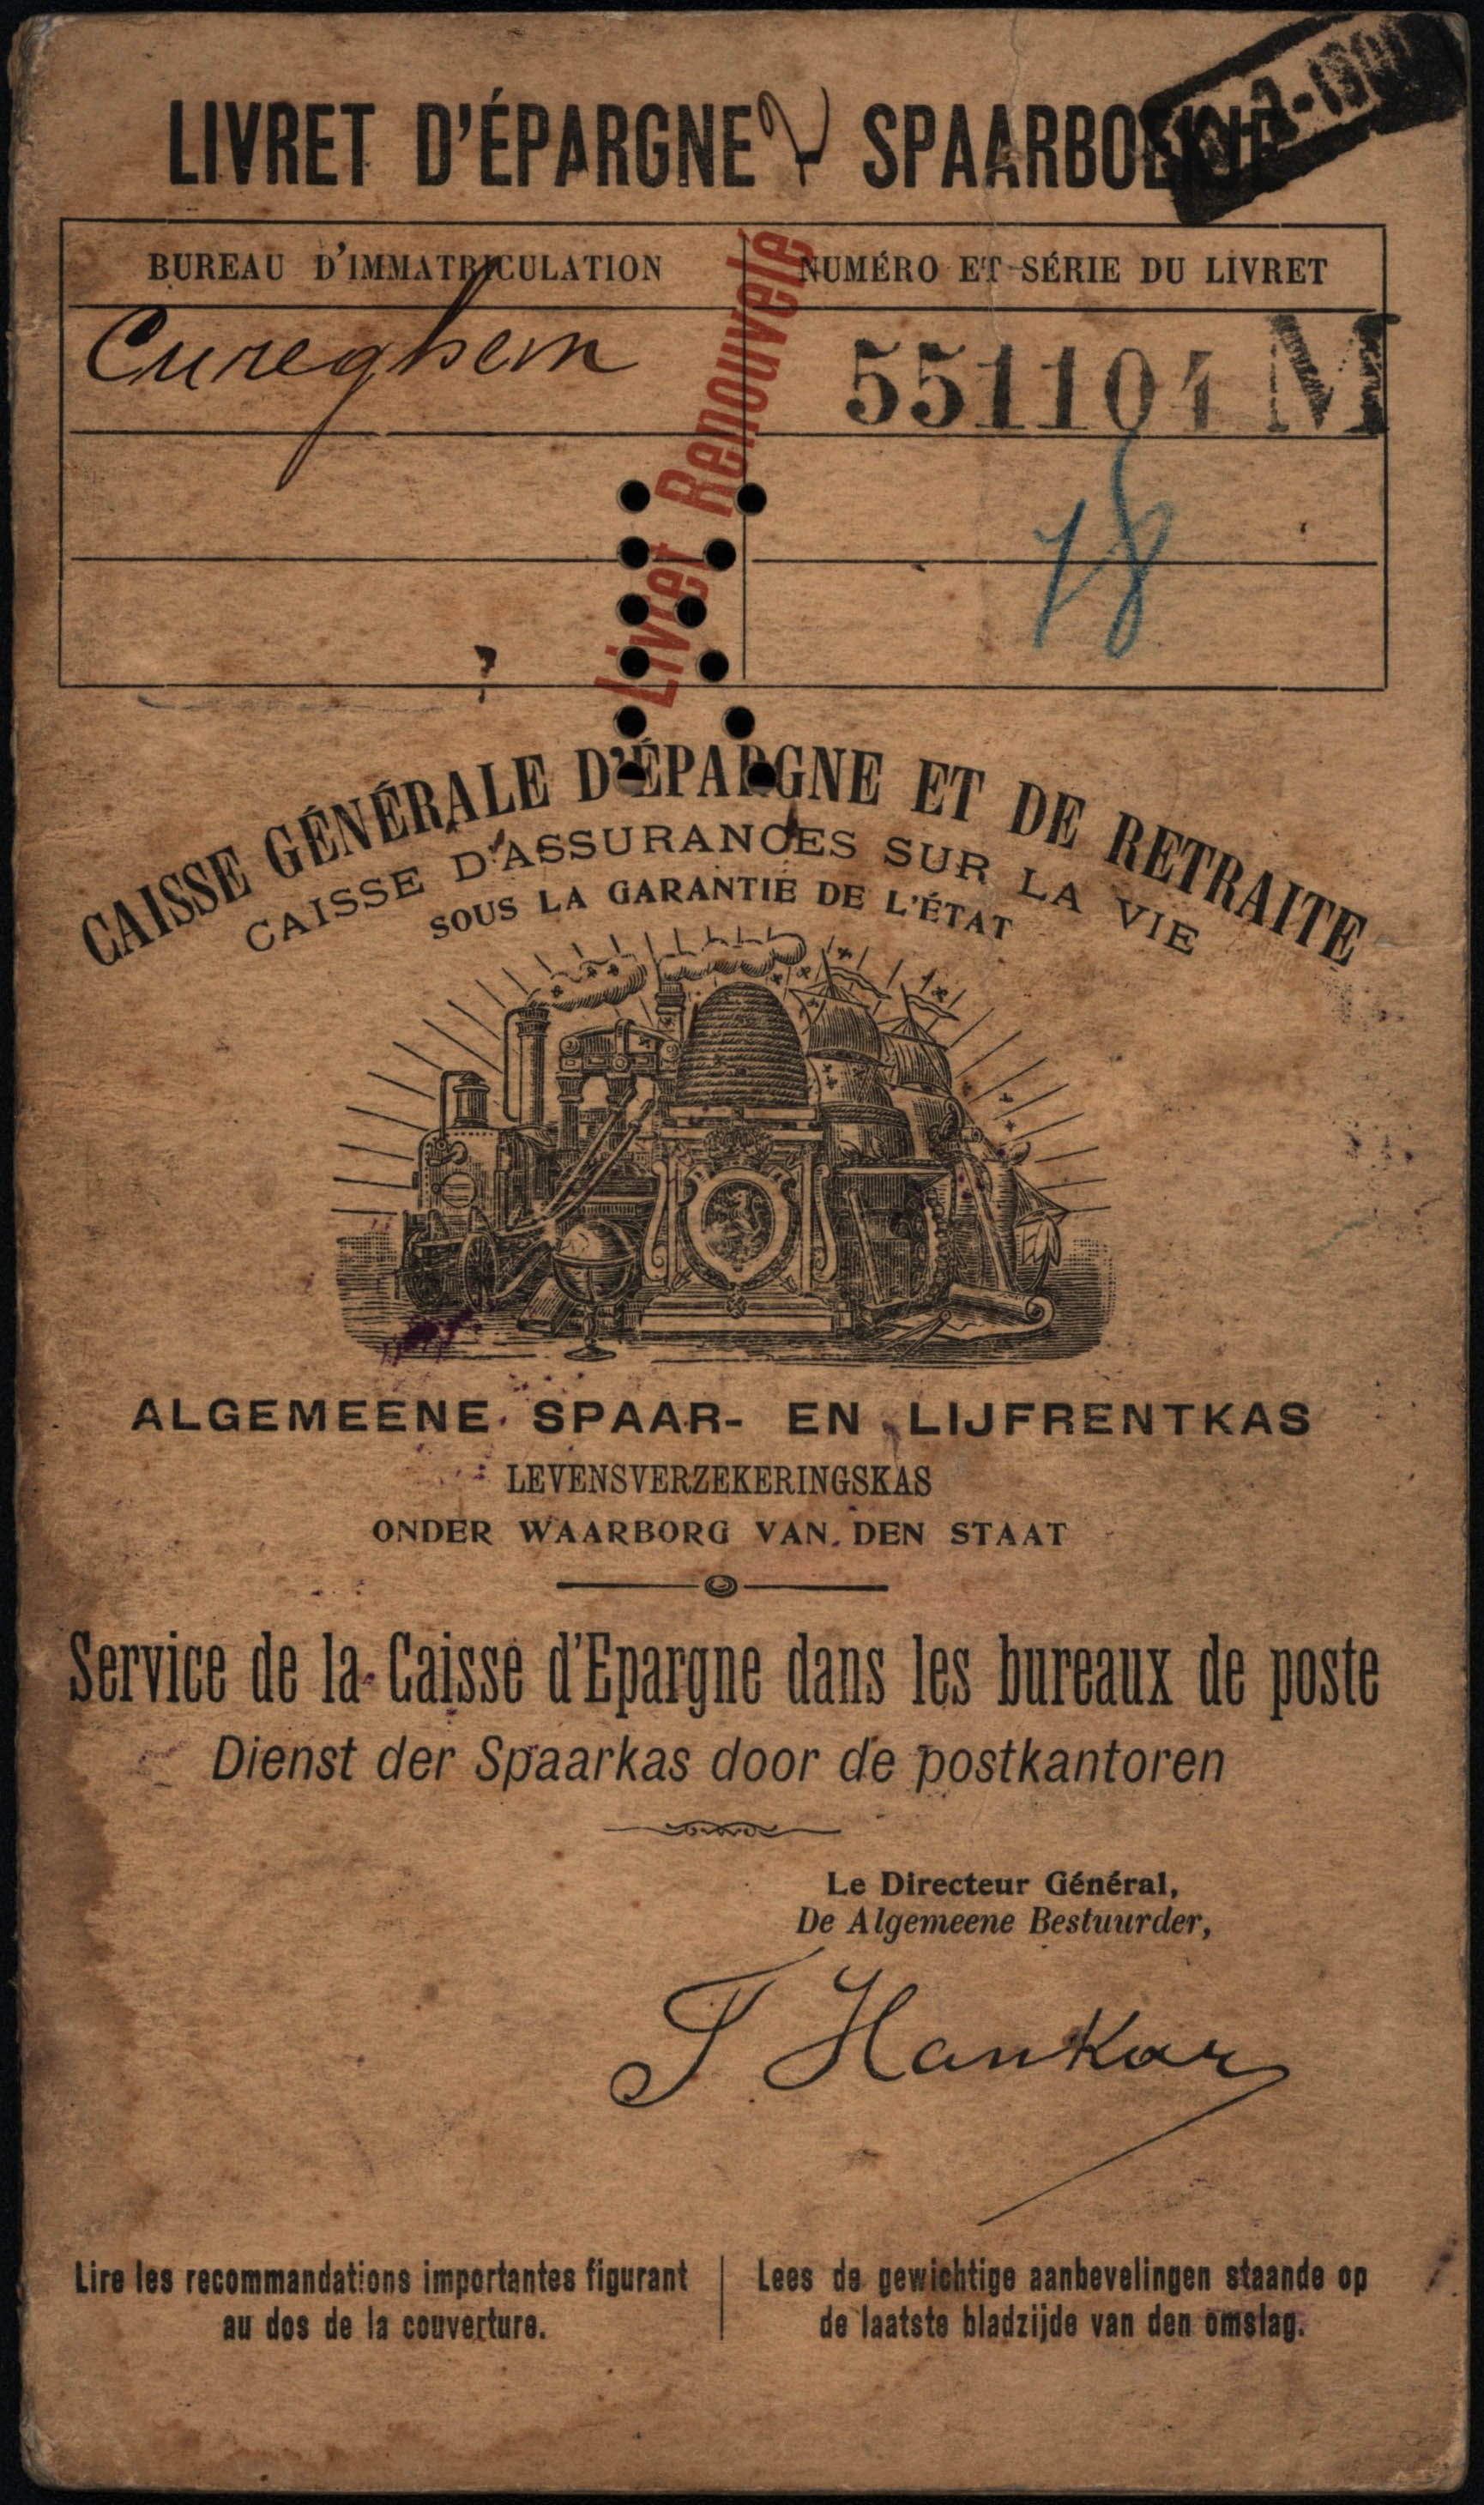 LIVRET D'ÉPARGNE SPAARBOEKJE
BUREAU D'IMMATRICULATION
NUMÉRO ET SÉRIE DU LIVRET
Cureghem
551104 M
18
Livret Renouvelé
CAISSE GÉNÉRALE D'ÉPARGNE ET DE RETRAITE
CAISSE D'ASSURANCES SUR LA VIE
SOUS LA GARANTIE DE L'ÉTAT
ALGEMEENE SPAAR- EN LIJFRENTKAS
LEVENSVERZEKERINGSKAS
ONDER WAARBORG VAN DEN STAAT
Service de la Caisse d'Epargne dans les bureaux de poste
Dienst der Spaarkas door de postkantoren
Le Directeur Général,
De Algemeene Bestuurder,
T Hankar
Lire les recommandations importantes figurant
au dos de la couverture.
Lees de gewichtige aanbevelingen staande op
de laatste bladzijde van den omslag.